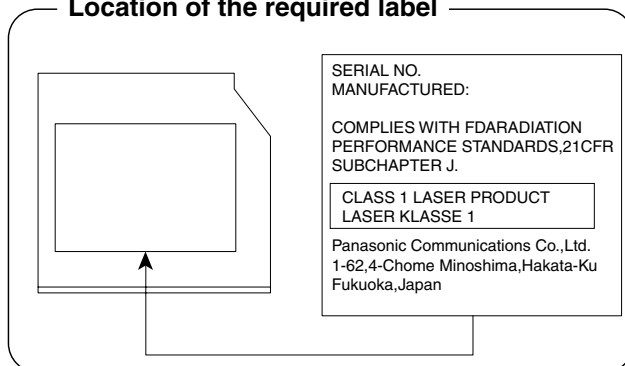 Location of the required label
SERIAL NO.
MANUFACTURED:
COMPLIES WITH FDARADIATION
PERFORMANCE STANDARDS,21CFR
SUBCHAPTER J.
CLASS 1 LASER PRODUCT
LASER KLASSE 1
Panasonic Communications Co.,Ltd.
1-62,4-Chome Minoshima,Hakata-Ku
Fukuoka,Japan